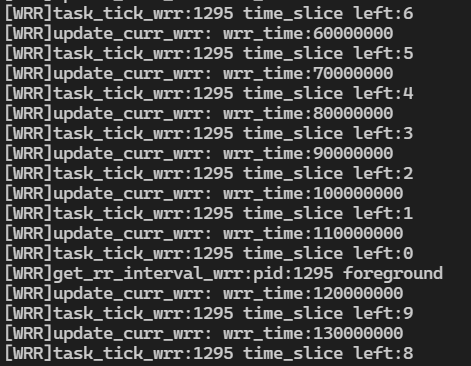 [WRR]task_tick_wrr:1295 time_slice left:6
[WRR]update_curr_wrr: wrr_time:60000000
[WRR]task_tick_wrr:1295 time_slice left:5
[WRR]update_curr_wrr: wrr_time:70000000
[WRR]task_tick_wrr:1295 time_slice left:4
[WRR]update_curr_wrr: wrr_time:80000000
[WRR]task_tick_wrr:1295 time_slice left:3
[WRR]update_curr_wrr: wrr_time:90000000
[WRR]task_tick_wrr:1295 time_slice left:2
[WRR]update_curr_wrr: wrr_time:100000000
[WRR]task_tick_wrr:1295 time_slice left:1
[WRR]update_curr_wrr: wrr_time:110000000
[WRR]task_tick_wrr:1295 time_slice left:0
[WRR]get_rr_interval_wrr:pid:1295 foreground
[WRR]update_curr_wrr: wrr_time:120000000
[WRR]task_tick_wrr:1295 time_slice left:9
[WRR]update_curr_wrr: wrr_time:130000000
[WRR]task_tick_wrr:1295 time_slice left:8